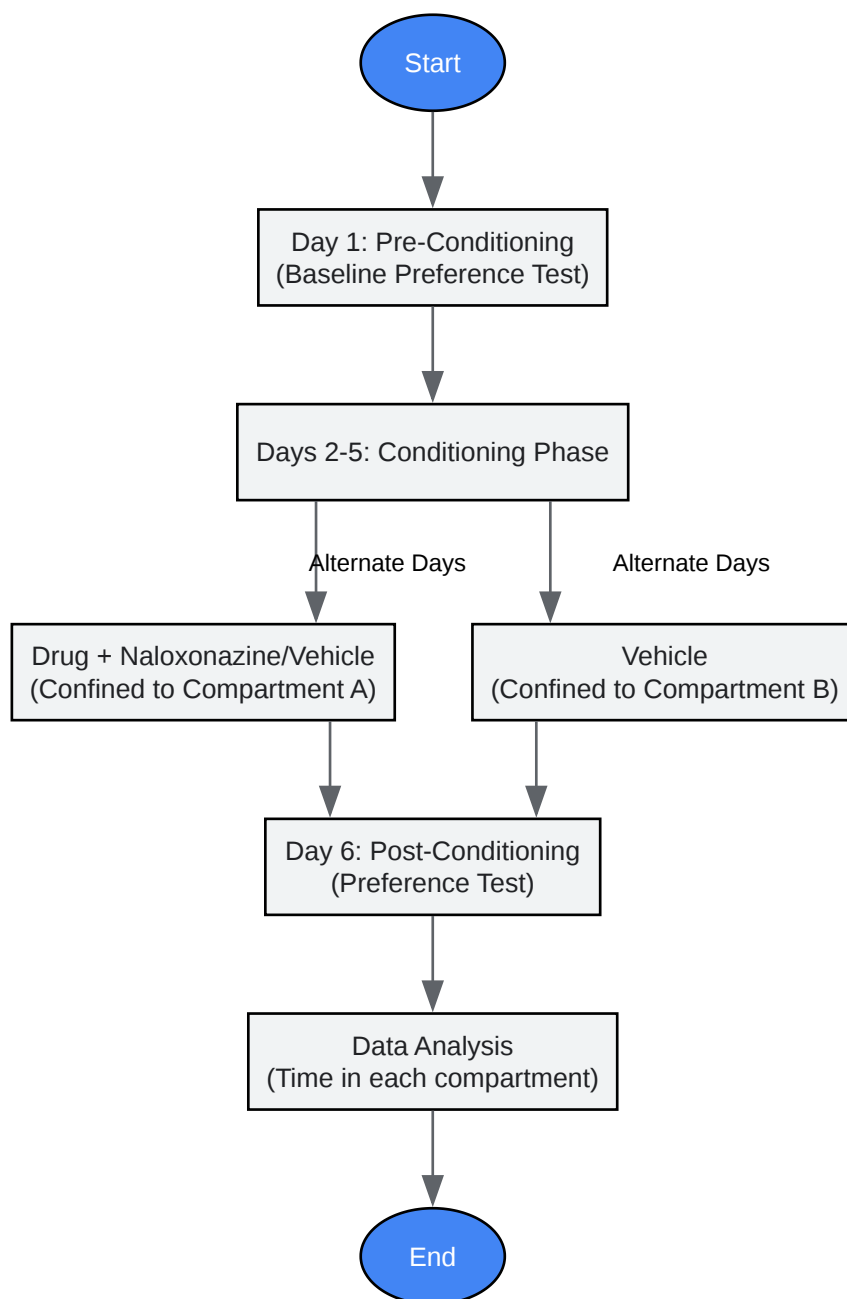 Start
Day 1: Pre-Conditioning
(Baseline Preference Test)
Days 2-5: Conditioning Phase
Alternate Days
Alternate Days
Drug + Naloxonazine/Vehicle
(Confined to Compartment A)
Vehicle
(Confined to Compartment B)
Day 6: Post-Conditioning
(Preference Test)
Data Analysis
(Time in each compartment)
End